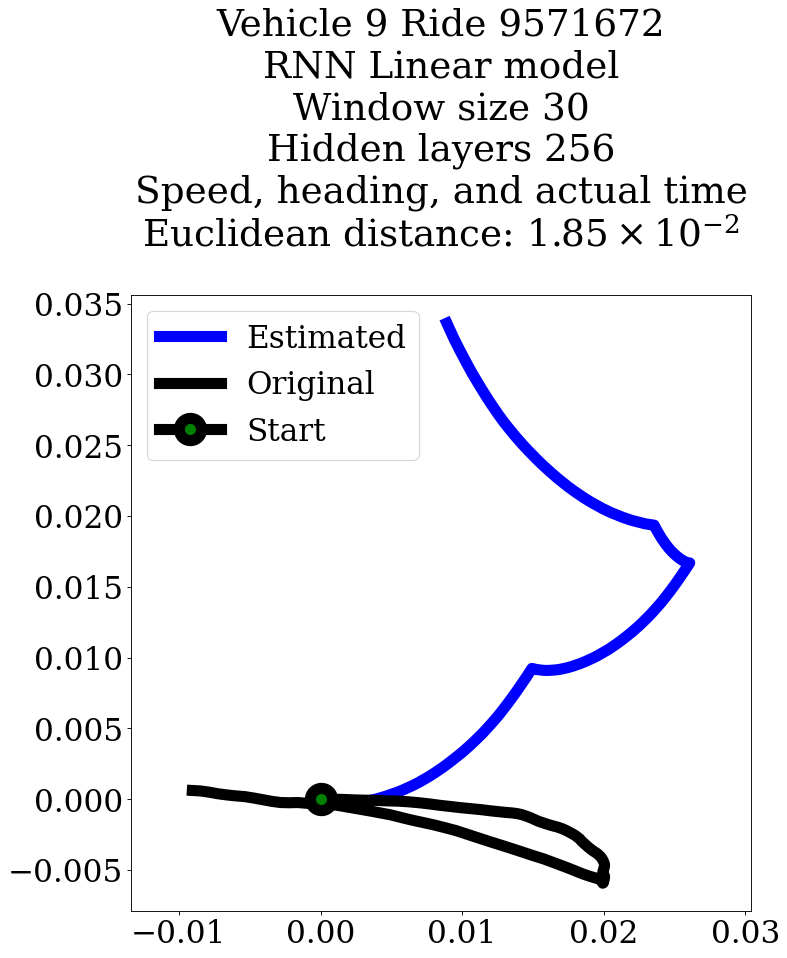 Vehicle 9 Ride 9571672
RNN Linear model
Window size 30
Hidden layers 256
Speed, heading, and actual time
Euclidean distance: 1.85 × 10⁻²
0.035
Estimated
0.030
Original
Start
0.025
0.020
0.015
0.010
0.005
0.000
−0.005
−0.01 0.00 0.01 0.02 0.03